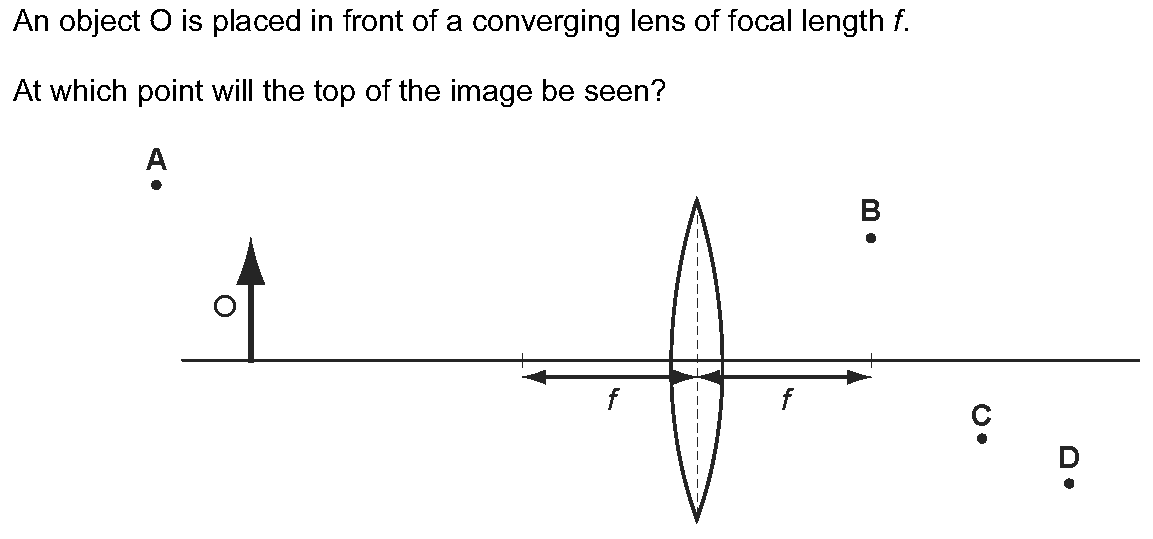 An object O is placed in front of a converging lens of focal length f.
At which point will the top of the image be seen?
A
B
O
f
f
C
D